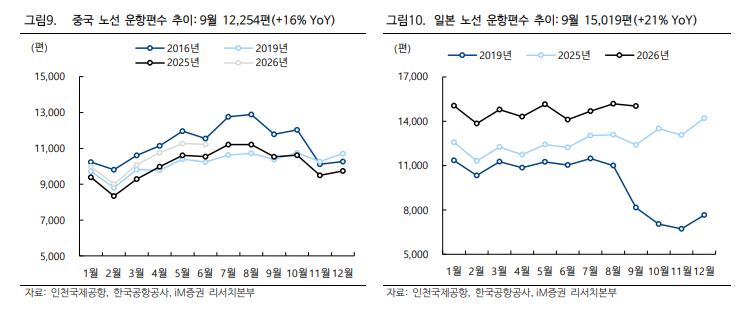 그림9. 중국 노선 운항편수 추이: 9월 12,254편(+16% YoY)
(편)
2016년 2019년
2025년 2026년
15,000
13,000
11,000
9,000
7,000
5,000
1월 2월 3월 4월 5월 6월 7월 8월 9월 10월 11월 12월
자료: 인천국제공항, 한국공항공사, iM증권 리서치본부
그림10. 일본 노선 운항편수 추이: 9월 15,019편(+21% YoY)
(편)
2019년 2025년 2026년
17,000
14,000
11,000
8,000
5,000
1월 2월 3월 4월 5월 6월 7월 8월 9월 10월 11월 12월
자료: 인천국제공항, 한국공항공사, iM증권 리서치본부